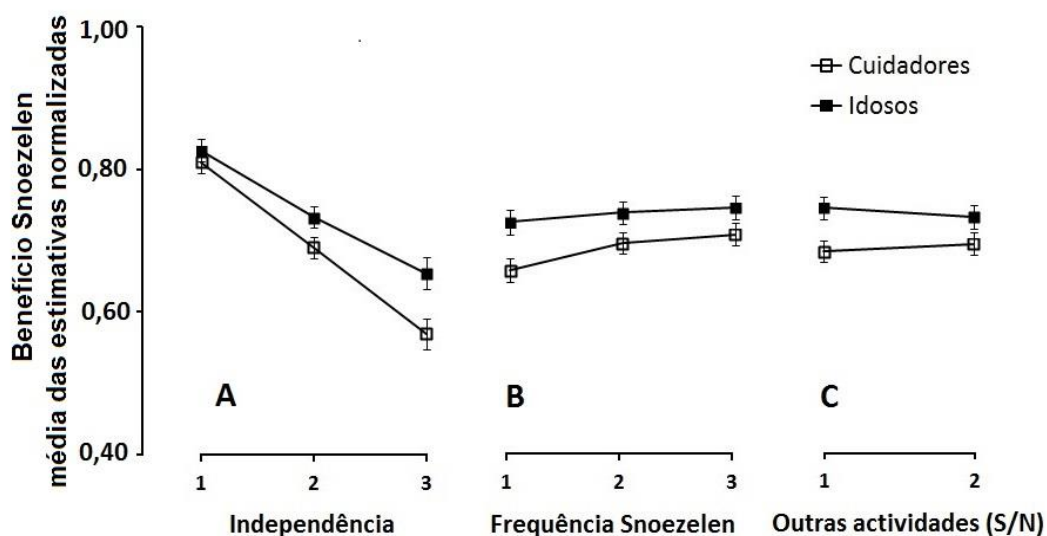 Benefício Snoezelen
média das estimativas normalizadas
1,00
0,80
0,60
0,40
Cuidadores
Idosos
A
B
C
1
2
3
1
2
3
1
2
Independência
Frequência Snoezelen
Outras actividades (S/N)